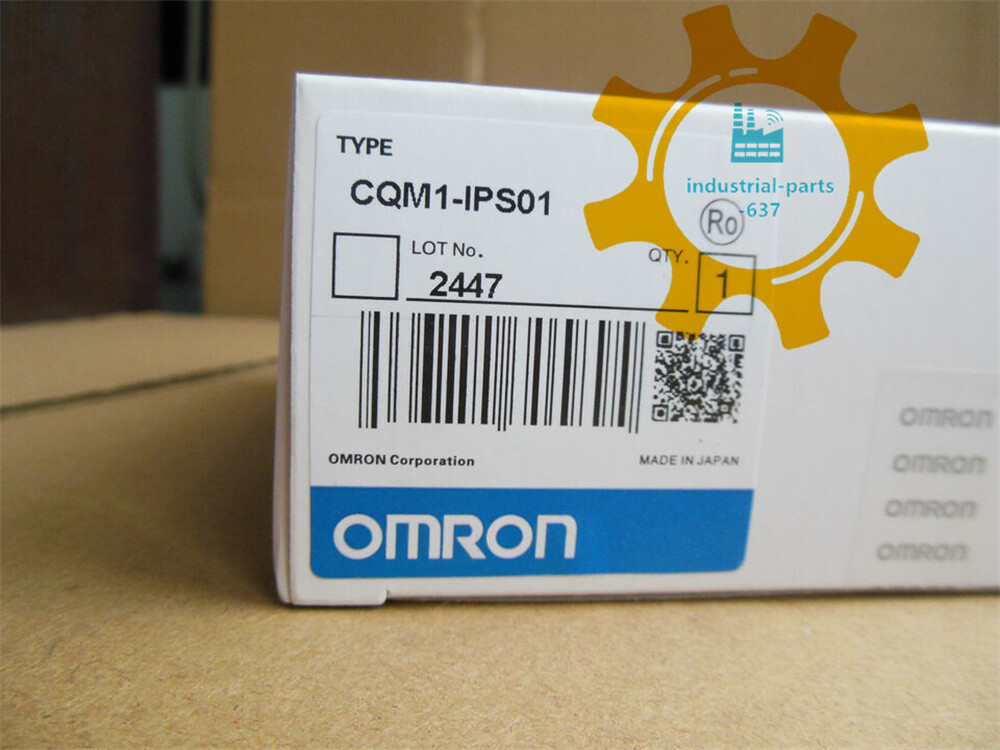 TYPE
CQM1-IPS01
industrial-parts
-637
Ro
LOT No.
2447
QTY.
1
OMRON Corporation
MADE IN JAPAN
OMRON
OMRON
OMRON
OMRON
OMRON